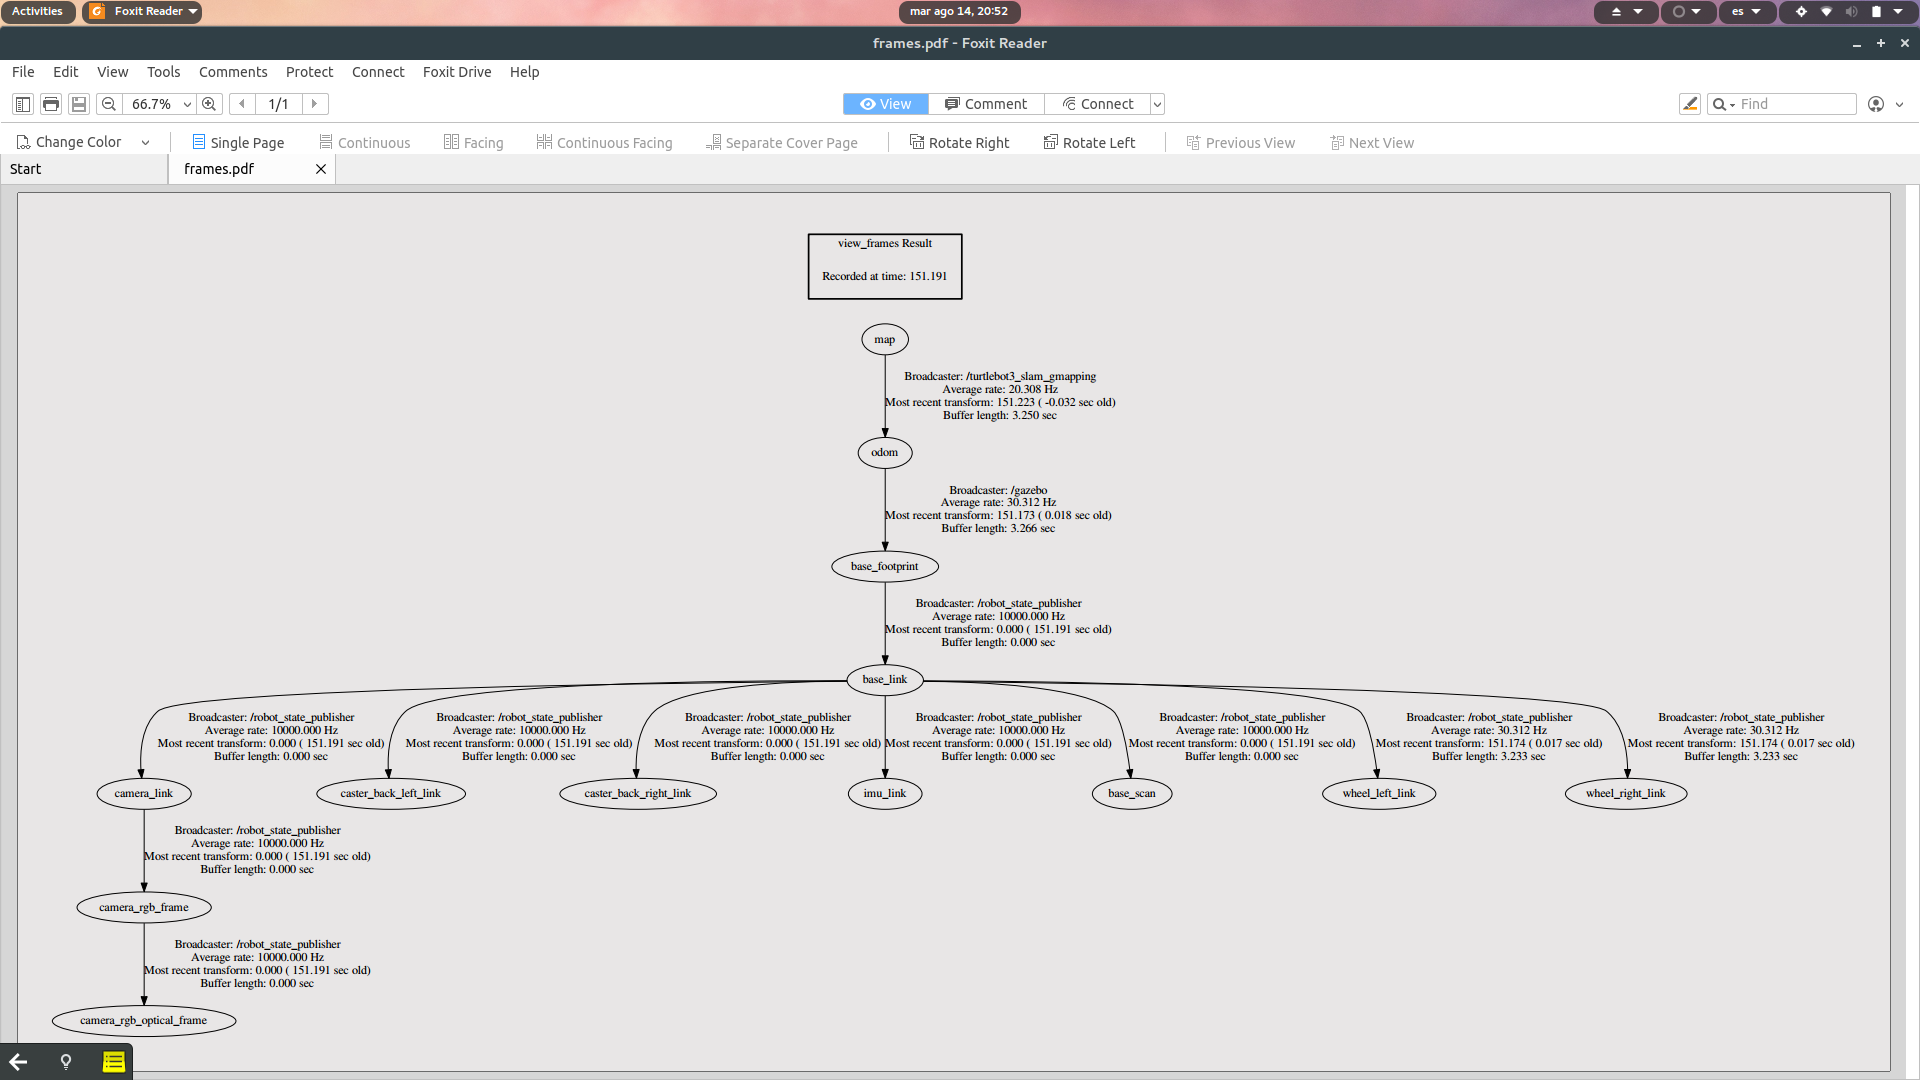 Activities
Foxit Reader
mar ago 14, 20:52
es
frames.pdf - Foxit Reader
File Edit View Tools Comments Protect Connect Foxit Drive Help
66.7%
1/1
View
Comment
Connect
Find
Change Color
Single Page
Continuous
Facing
Continuous Facing
Separate Cover Page
Rotate Right
Rotate Left
Previous View
Next View
Start
frames.pdf
view_frames Result
Recorded at time: 151.191
map
Broadcaster: /turtlebot3_slam_gmapping
Average rate: 20.308 Hz
Most recent transform: 151.223 ( -0.032 sec old)
Buffer length: 3.250 sec
odom
Broadcaster: /gazebo
Average rate: 30.312 Hz
Most recent transform: 151.173 ( 0.018 sec old)
Buffer length: 3.266 sec
base_footprint
Broadcaster: /robot_state_publisher
Average rate: 10000.000 Hz
Most recent transform: 0.000 ( 151.191 sec old)
Buffer length: 0.000 sec
base_link
Broadcaster: /robot_state_publisher
Average rate: 10000.000 Hz
Most recent transform: 0.000 ( 151.191 sec old)
Buffer length: 0.000 sec
Broadcaster: /robot_state_publisher
Average rate: 10000.000 Hz
Most recent transform: 0.000 ( 151.191 sec old)
Buffer length: 0.000 sec
Broadcaster: /robot_state_publisher
Average rate: 10000.000 Hz
Most recent transform: 0.000 ( 151.191 sec old)
Buffer length: 0.000 sec
Broadcaster: /robot_state_publisher
Average rate: 10000.000 Hz
Most recent transform: 0.000 ( 151.191 sec old)
Buffer length: 0.000 sec
Broadcaster: /robot_state_publisher
Average rate: 10000.000 Hz
Most recent transform: 0.000 ( 151.191 sec old)
Buffer length: 0.000 sec
Broadcaster: /robot_state_publisher
Average rate: 30.312 Hz
Most recent transform: 151.174 ( 0.017 sec old)
Buffer length: 3.233 sec
Broadcaster: /robot_state_publisher
Average rate: 30.312 Hz
Most recent transform: 151.174 ( 0.017 sec old)
Buffer length: 3.233 sec
camera_link
caster_back_left_link
caster_back_right_link
imu_link
base_scan
wheel_left_link
wheel_right_link
Broadcaster: /robot_state_publisher
Average rate: 10000.000 Hz
Most recent transform: 0.000 ( 151.191 sec old)
Buffer length: 0.000 sec
camera_rgb_frame
Broadcaster: /robot_state_publisher
Average rate: 10000.000 Hz
Most recent transform: 0.000 ( 151.191 sec old)
Buffer length: 0.000 sec
camera_rgb_optical_frame